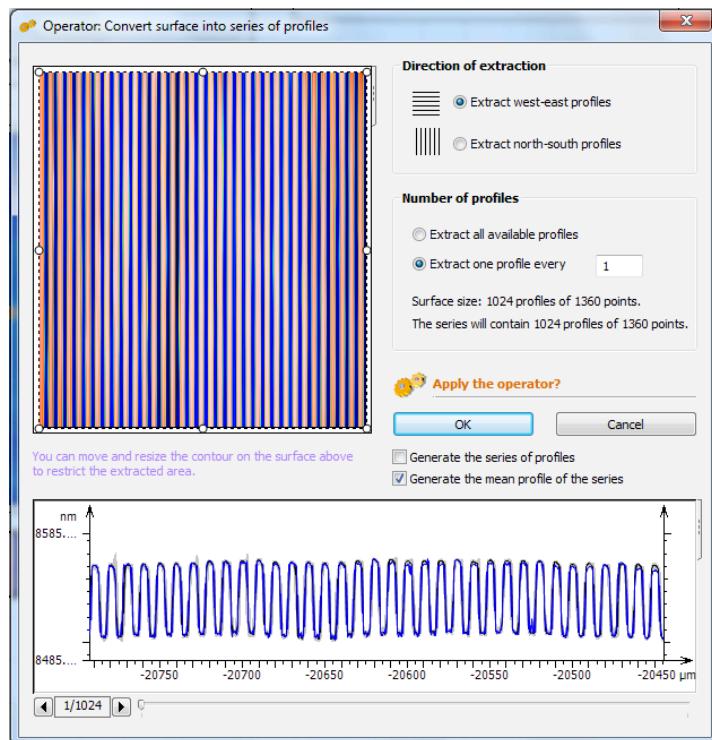 Operator: Convert surface into series of profiles
Direction of extraction
Extract west-east profiles
Extract north-south profiles
Number of profiles
Extract all available profiles
Extract one profile every 1
Surface size: 1024 profiles of 1360 points.
The series will contain 1024 profiles of 1360 points.
Apply the operator?
OK Cancel
You can move and resize the contour on the surface above
to restrict the extracted area.
Generate the series of profiles
Generate the mean profile of the series
nm
8585....
8485....
-20750 -20700 -20650 -20600 -20550 -20500 -20450 µm
1/1024